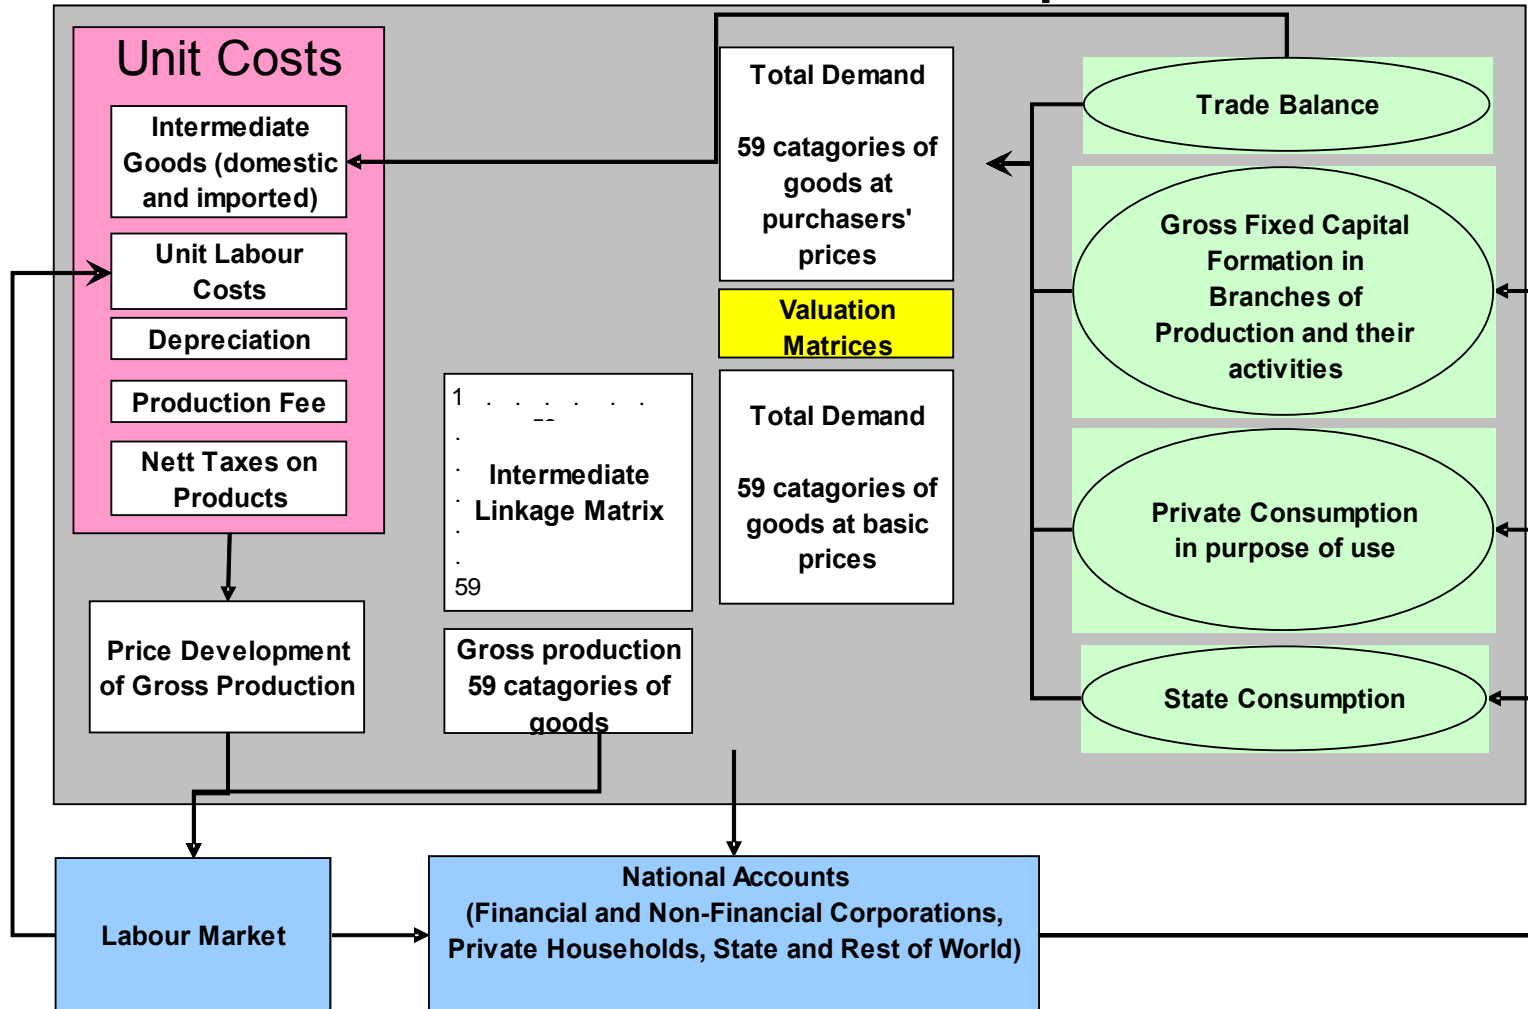 Unit Costs
Intermediate
Goods (domestic
and imported)
Unit Labour
Costs
Depreciation
Production Fee
Nett Taxes on
Products
Price Development
of Gross Production
1 . . . . . .
.
.
.
.
.
59
Intermediate
Linkage Matrix
Gross production
59 catagories of
goods
Total Demand
59 catagories of
goods at
purchasers'
prices
Valuation
Matrices
Total Demand
59 catagories of
goods at basic
prices
Trade Balance
Gross Fixed Capital
Formation in
Branches of
Production and their
activities
Private Consumption
in purpose of use
State Consumption
Labour Market
National Accounts
(Financial and Non-Financial Corporations,
Private Households, State and Rest of World)